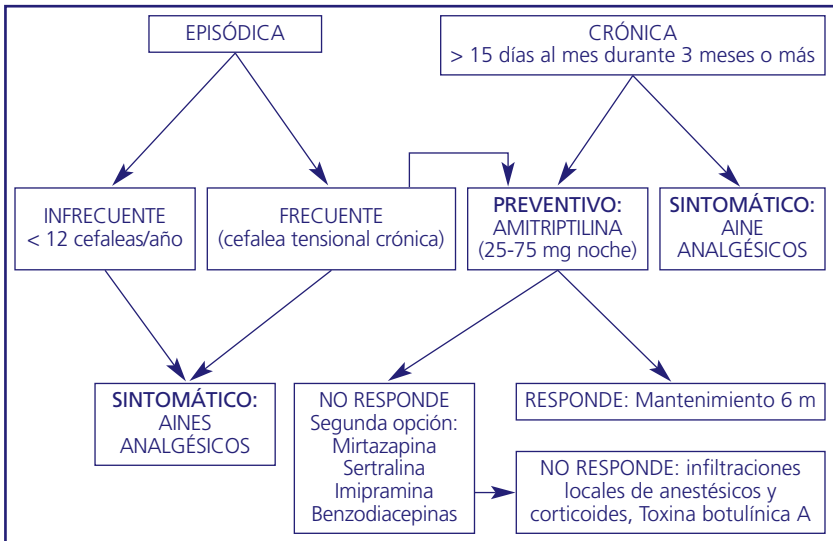 EPISÓDICA
CRÓNICA
> 15 días al mes durante 3 meses o más
INFRECUENTE
< 12 cefaleas/año
FRECUENTE
(cefalea tensional crónica)
PREVENTIVO:
AMITRIPTILINA
(25-75 mg noche)
SINTOMÁTICO:
AINE
ANALGÉSICOS
SINTOMÁTICO:
AINES
ANALGÉSICOS
NO RESPONDE
Segunda opción:
Mirtazapina
Sertralina
Imipramina
Benzodiacepinas
RESPONDE: Mantenimiento 6 m
NO RESPONDE: infiltraciones
locales de anestésicos y
corticoides, Toxina botulínica A